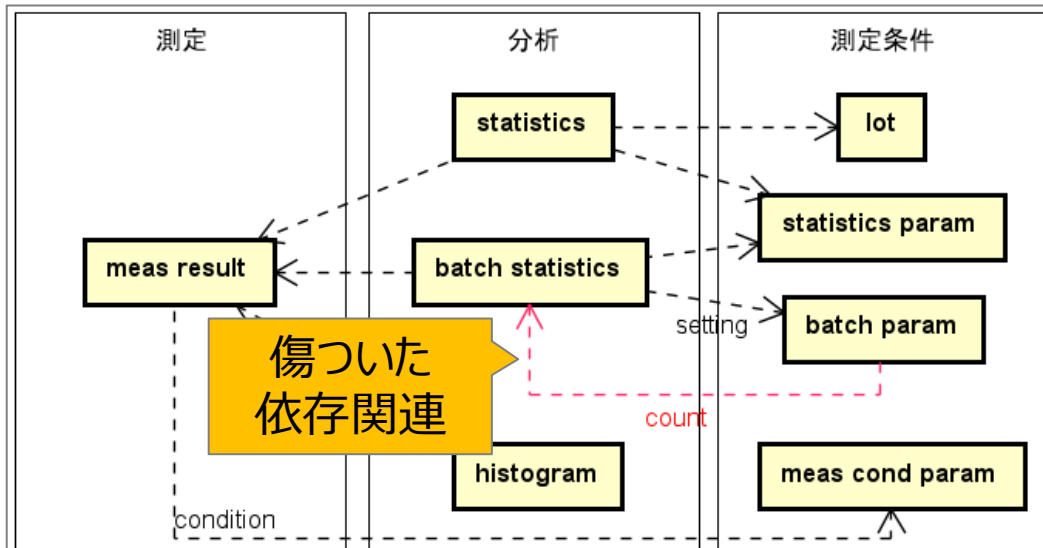 測定
分析
測定条件
statistics
lot
statistics param
meas result
batch statistics
setting
batch param
傷ついた
依存関連
count
histogram
meas cond param
condition